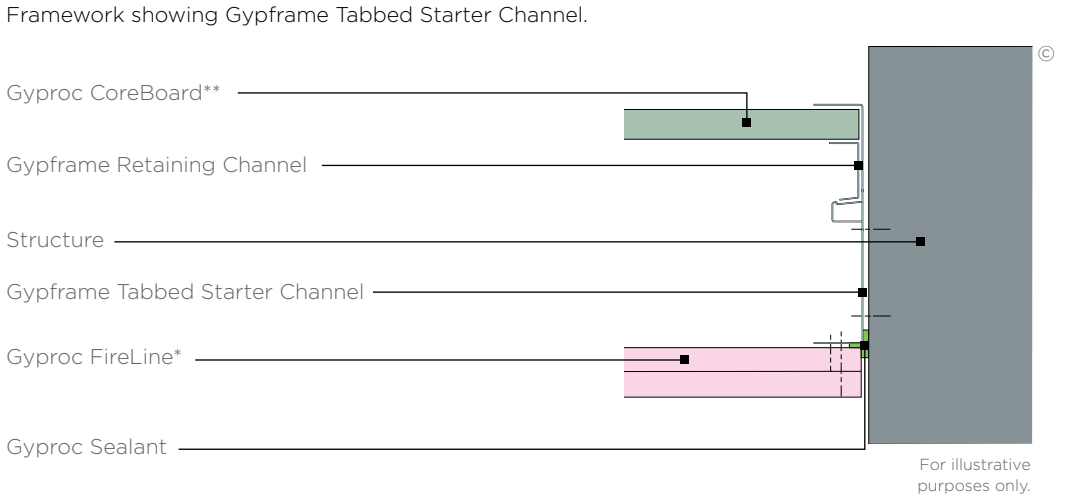 Framework showing Gypframe Tabbed Starter Channel.
©
Gyproc CoreBoard**
Gypframe Retaining Channel
Structure
Gypframe Tabbed Starter Channel
Gyproc FireLine*
Gyproc Sealant
For illustrative
purposes only.